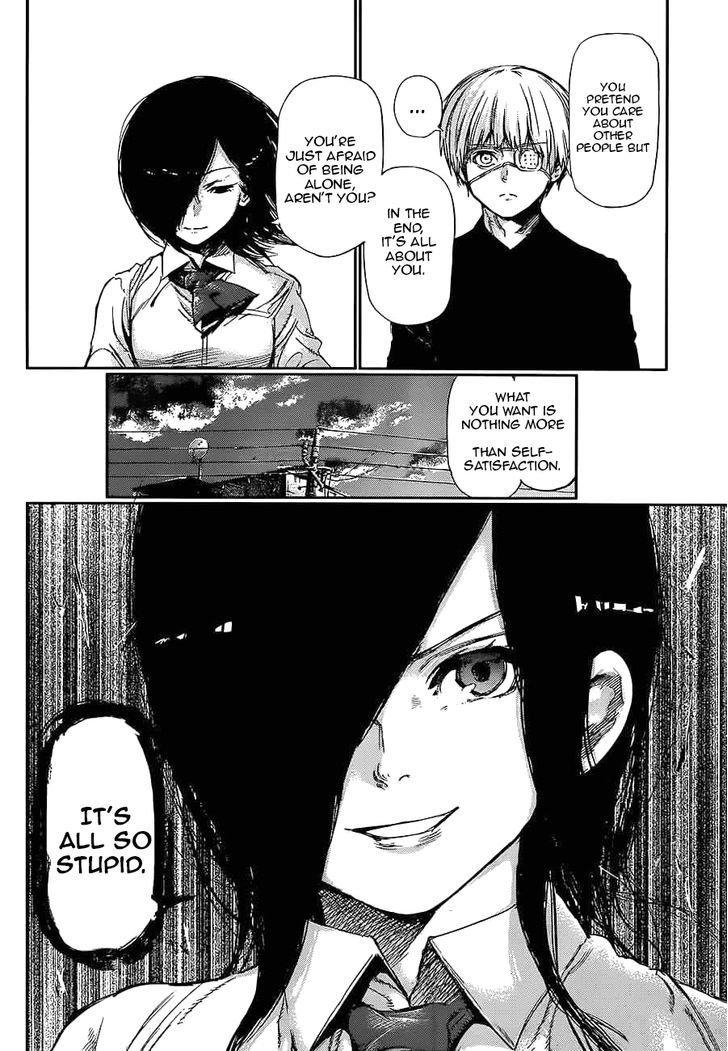 YOU
PRETEND
YOU CARE
ABOUT
OTHER
PEOPLE BUT
...
IN THE
END,
IT'S ALL
ABOUT
YOU.
YOU'RE
JUST AFRAID
OF BEING
ALONE,
AREN'T YOU?
WHAT
YOU WANT IS
NOTHING MORE
THAN SELF-
SATISFACTION.
IT'S
ALL SO
STUPID.